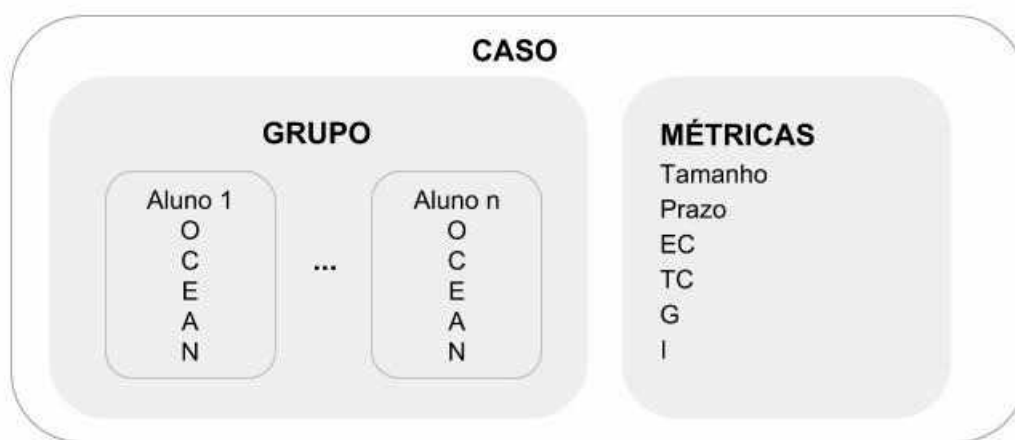 CASO
GRUPO
Aluno 1
O
C
E
A
N
...
Aluno n
O
C
E
A
N
MÉTRICAS
Tamanho
Prazo
EC
TC
G
I